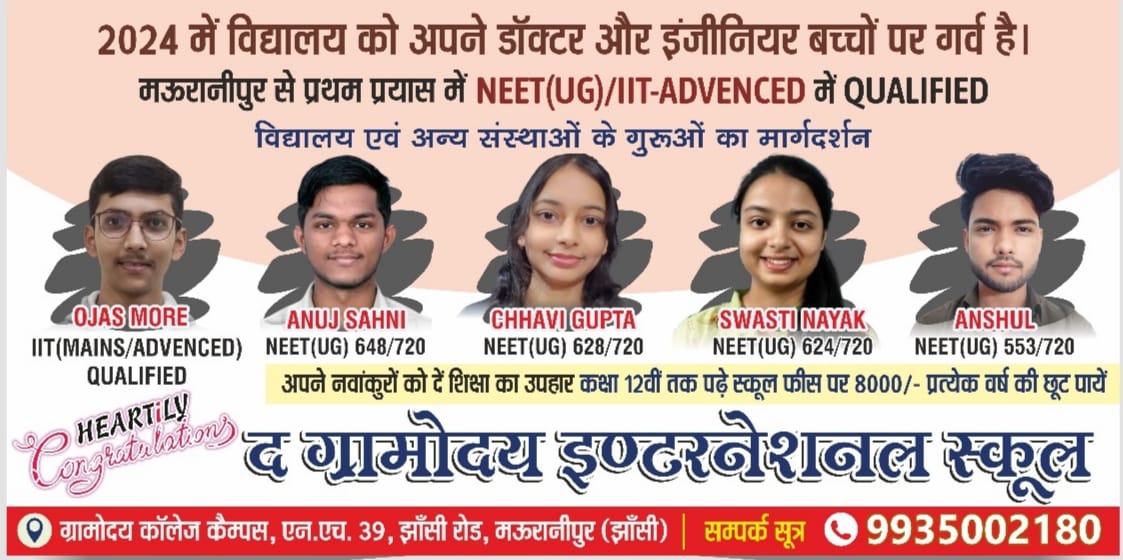 2024 में विद्यालय को अपने डॉक्टर और इंजीनियर बच्चों पर गर्व है।
मऊरानीपुर से प्रथम प्रयास में NEET(UG)/IIT-ADVENCED में QUALIFIED
विद्यालय एवं अन्य संस्थाओं के गुरूओं का मार्गदर्शन
OJAS MORE
IIT(MAINS/ADVENCED)
QUALIFIED
ANUJ SAHNI
NEET(UG) 648/720
CHHAVI GUPTA
NEET(UG) 628/720
SWASTI NAYAK
NEET(UG) 624/720
ANSHUL
NEET(UG) 553/720
अपने नवांकुरों को दें शिक्षा का उपहार कक्षा 12वीं तक पढ़े स्कूल फीस पर 8000/- प्रत्येक वर्ष की छूट पायें
HEARTiLY
Congratulations
द ग्रामोदय इण्टरनेशनल स्कूल
ग्रामोदय कॉलेज कैम्पस, एन.एच. 39, झाँसी रोड, मऊरानीपुर (झाँसी) | सम्पर्क सूत्र 9935002180